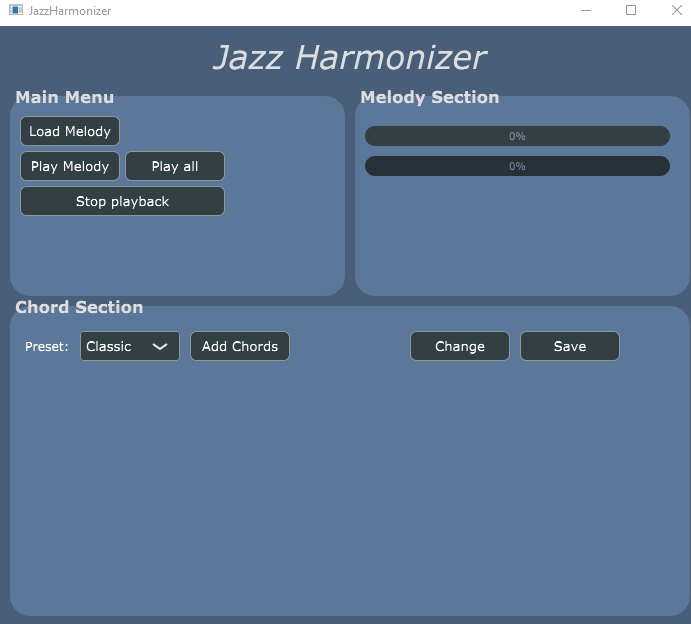 JazzHarmonizer
Jazz Harmonizer
Main Menu
Load Melody
Play Melody
Play all
Stop playback
Melody Section
0%
0%
Chord Section
Preset:
Classic
Add Chords
Change
Save